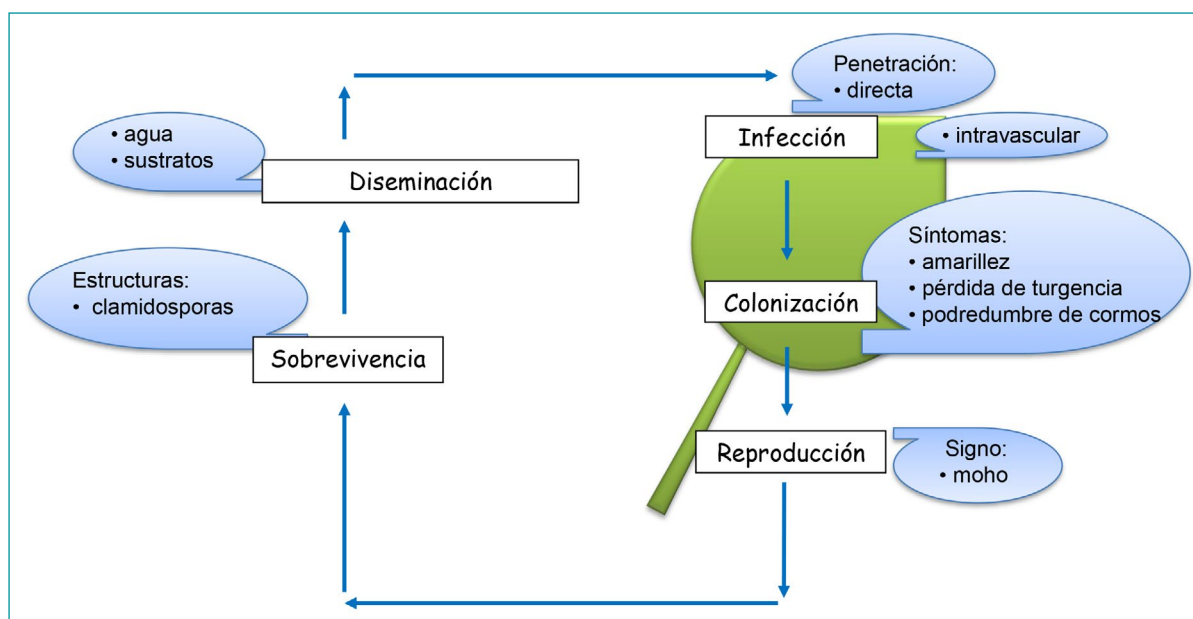 Penetración:
• directa
Infección
• intravascular
• agua
• sustratos
Diseminación
Síntomas:
• amarillez
• pérdida de turgencia
• podredumbre de cormos
Colonización
Estructuras:
• clamidosporas
Sobrevivencia
Reproducción
Signo:
• moho